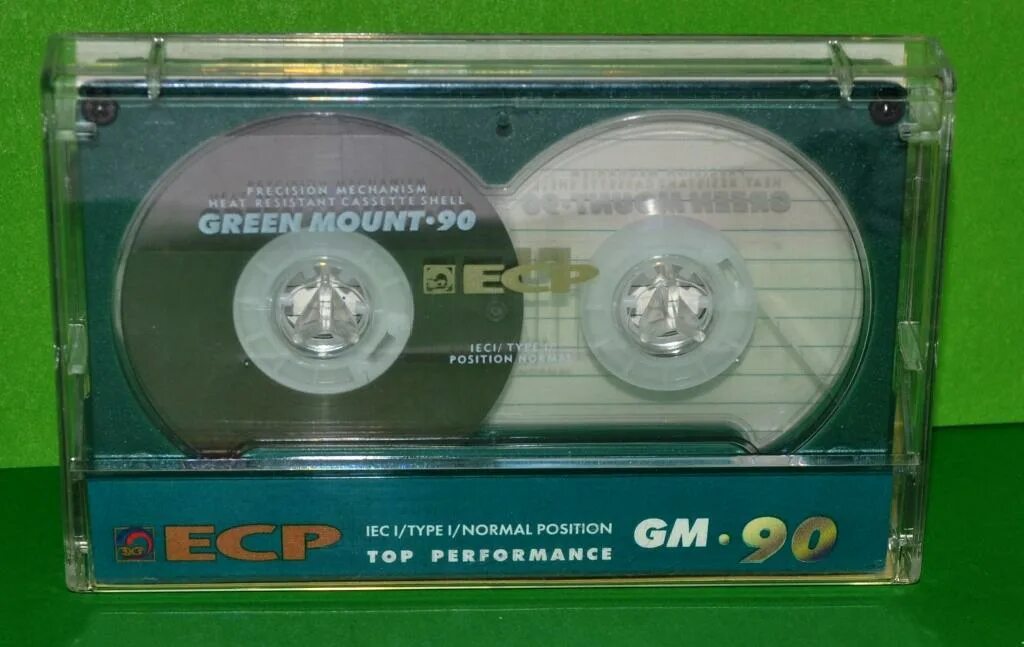 PRECISION MECHANISM
HEAT RESISTANT CASSETTE SHELL
GREEN MOUNT•90
ECP
IECI/TYPE I/
POSITION NORMAL
ECP
IEC I/TYPE I/NORMAL POSITION
TOP PERFORMANCE
GM•90